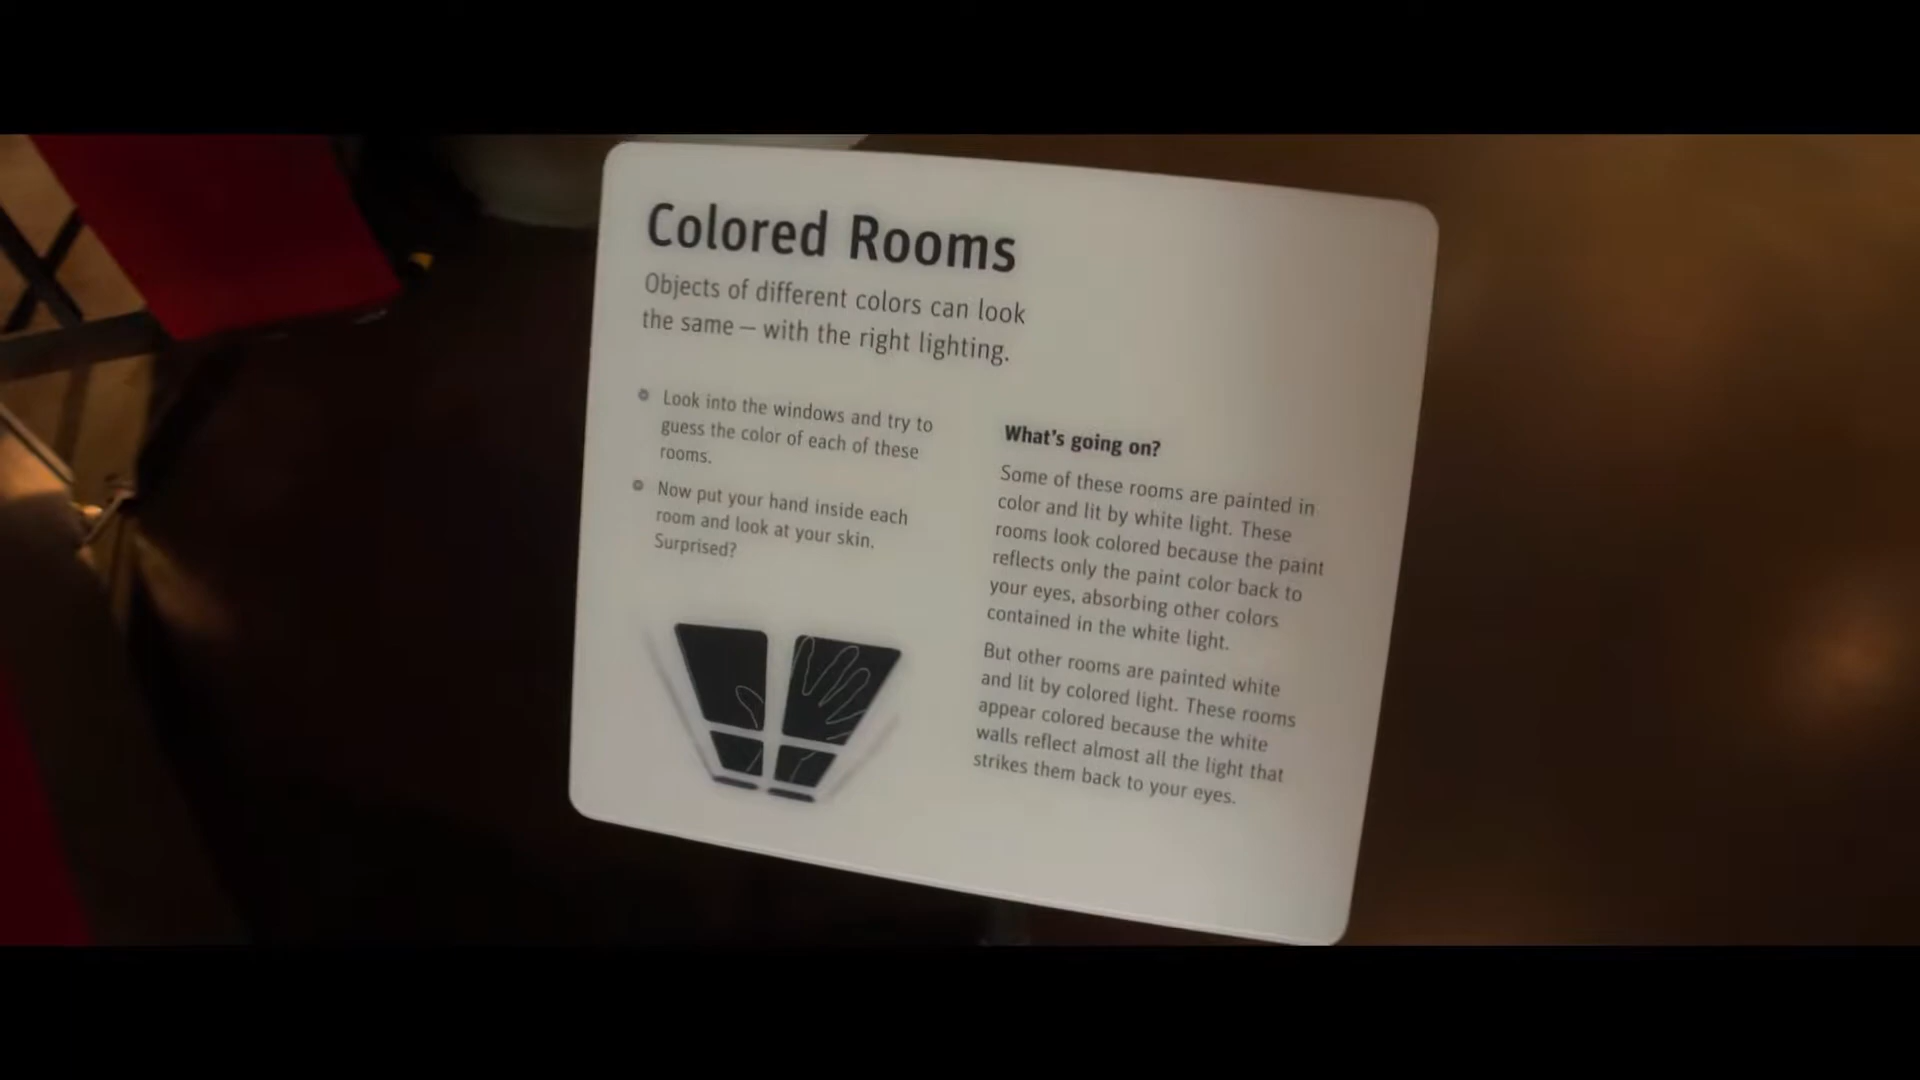 Colored Rooms
Objects of different colors can look
the same – with the right lighting.
Look into the windows and try to
guess the color of each of these
rooms.
Now put your hand inside each
room and look at your skin.
Surprised?
What's going on?
Some of these rooms are painted in
color and lit by white light. These
rooms look colored because the paint
reflects only the paint color back to
your eyes, absorbing other colors
contained in the white light.
But other rooms are painted white
and lit by colored light. These rooms
appear colored because the white
walls reflect almost all the light that
strikes them back to your eyes.